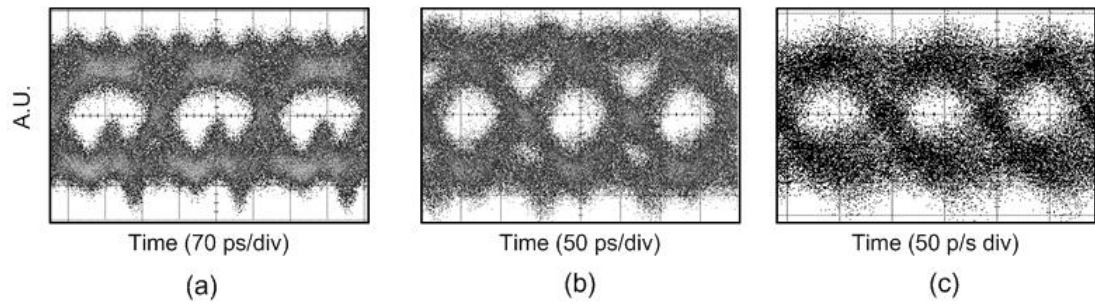 A.U.
Time (70 ps/div)
Time (50 ps/div)
Time (50 p/s div)
(a)
(b)
(c)